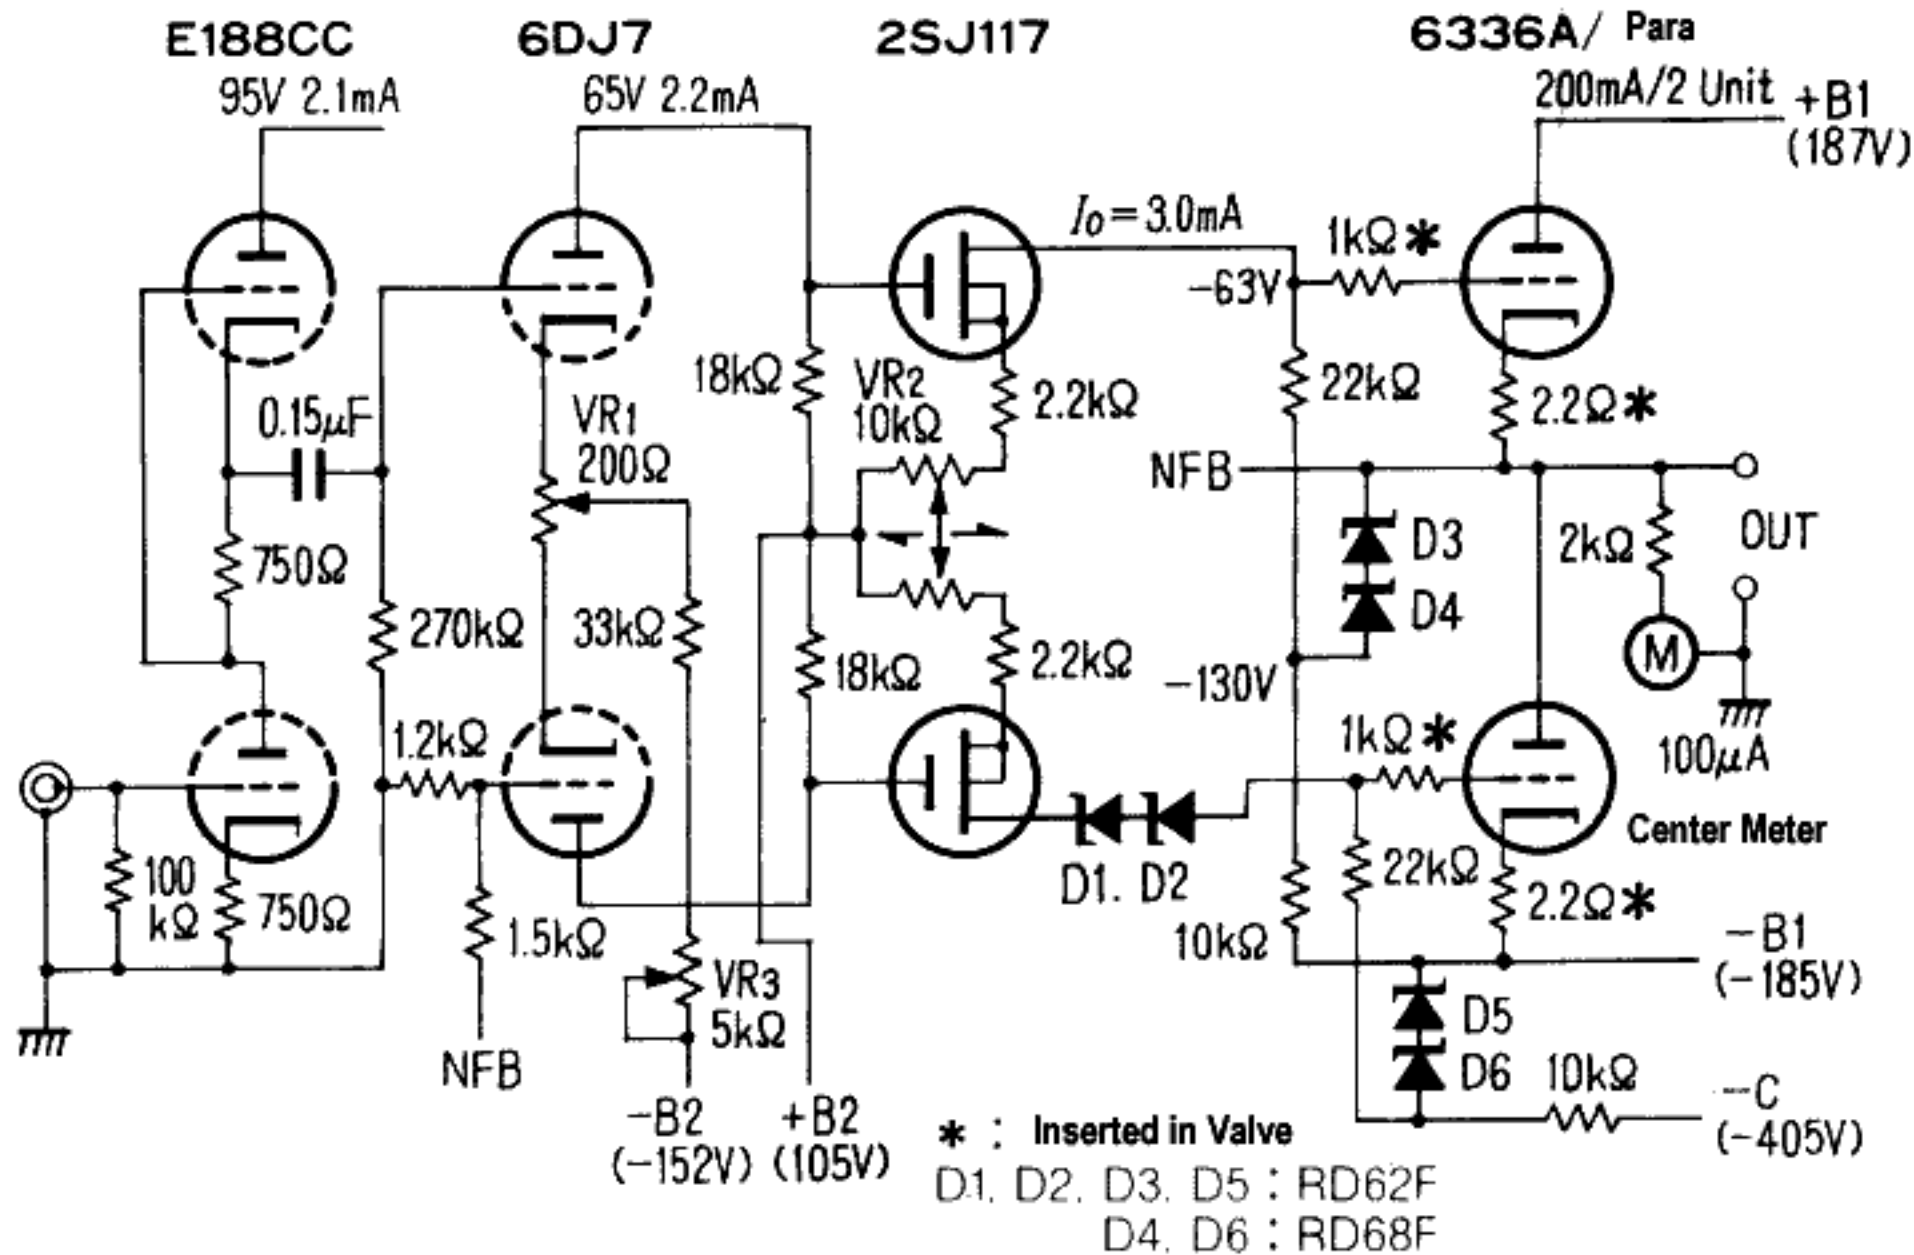 E188CC
6DJ7
2SJ117
6336A/ Para
95V 2.1mA
65V 2.2mA
200mA/2 Unit
+B1
(187V)
Io=3.0mA
1kΩ*
-63V
18kΩ
VR2
10kΩ
2.2kΩ
22kΩ
2.2Ω*
0.15μF
VR1
200Ω
NFB
750Ω
D3
2kΩ
OUT
270kΩ
33kΩ
D4
18kΩ
2.2kΩ
-130V
M
1.2kΩ
1kΩ*
100μA
Center Meter
100
kΩ
750Ω
D1. D2
22kΩ
2.2Ω*
1.5kΩ
10kΩ
-B1
(-185V)
VR3
5kΩ
D5
NFB
D6
10kΩ
-C
(-405V)
-B2
(-152V)
+B2
(105V)
* : Inserted in Valve
D1. D2. D3. D5 : RD62F
D4. D6 : RD68F